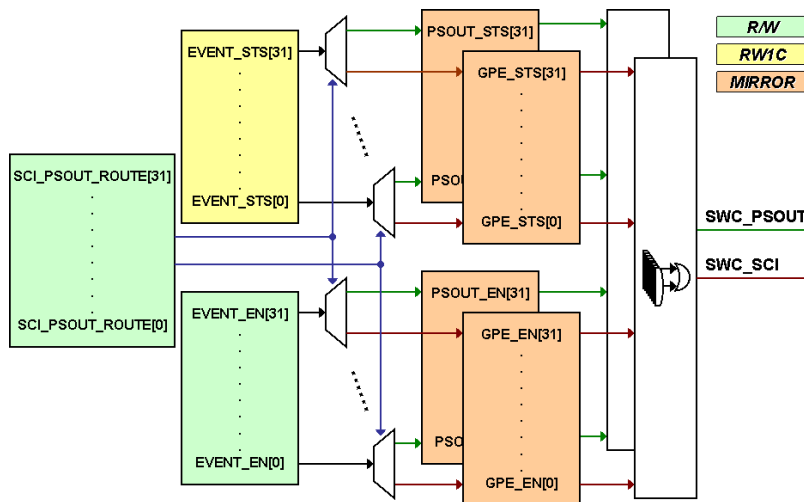 R/W
RW1C
MIRROR
EVENT_STS[31]
EVENT_STS[0]
SCI_PSOUT_ROUTE[31]
SCI_PSOUT_ROUTE[0]
EVENT_EN[31]
EVENT_EN[0]
PSOUT_STS[31]
GPE_STS[31]
PSOU
GPE_STS[0]
PSOUT_EN[31]
GPE_EN[31]
PSO
GPE_EN[0]
SWC_PSOUT
SWC_SCI